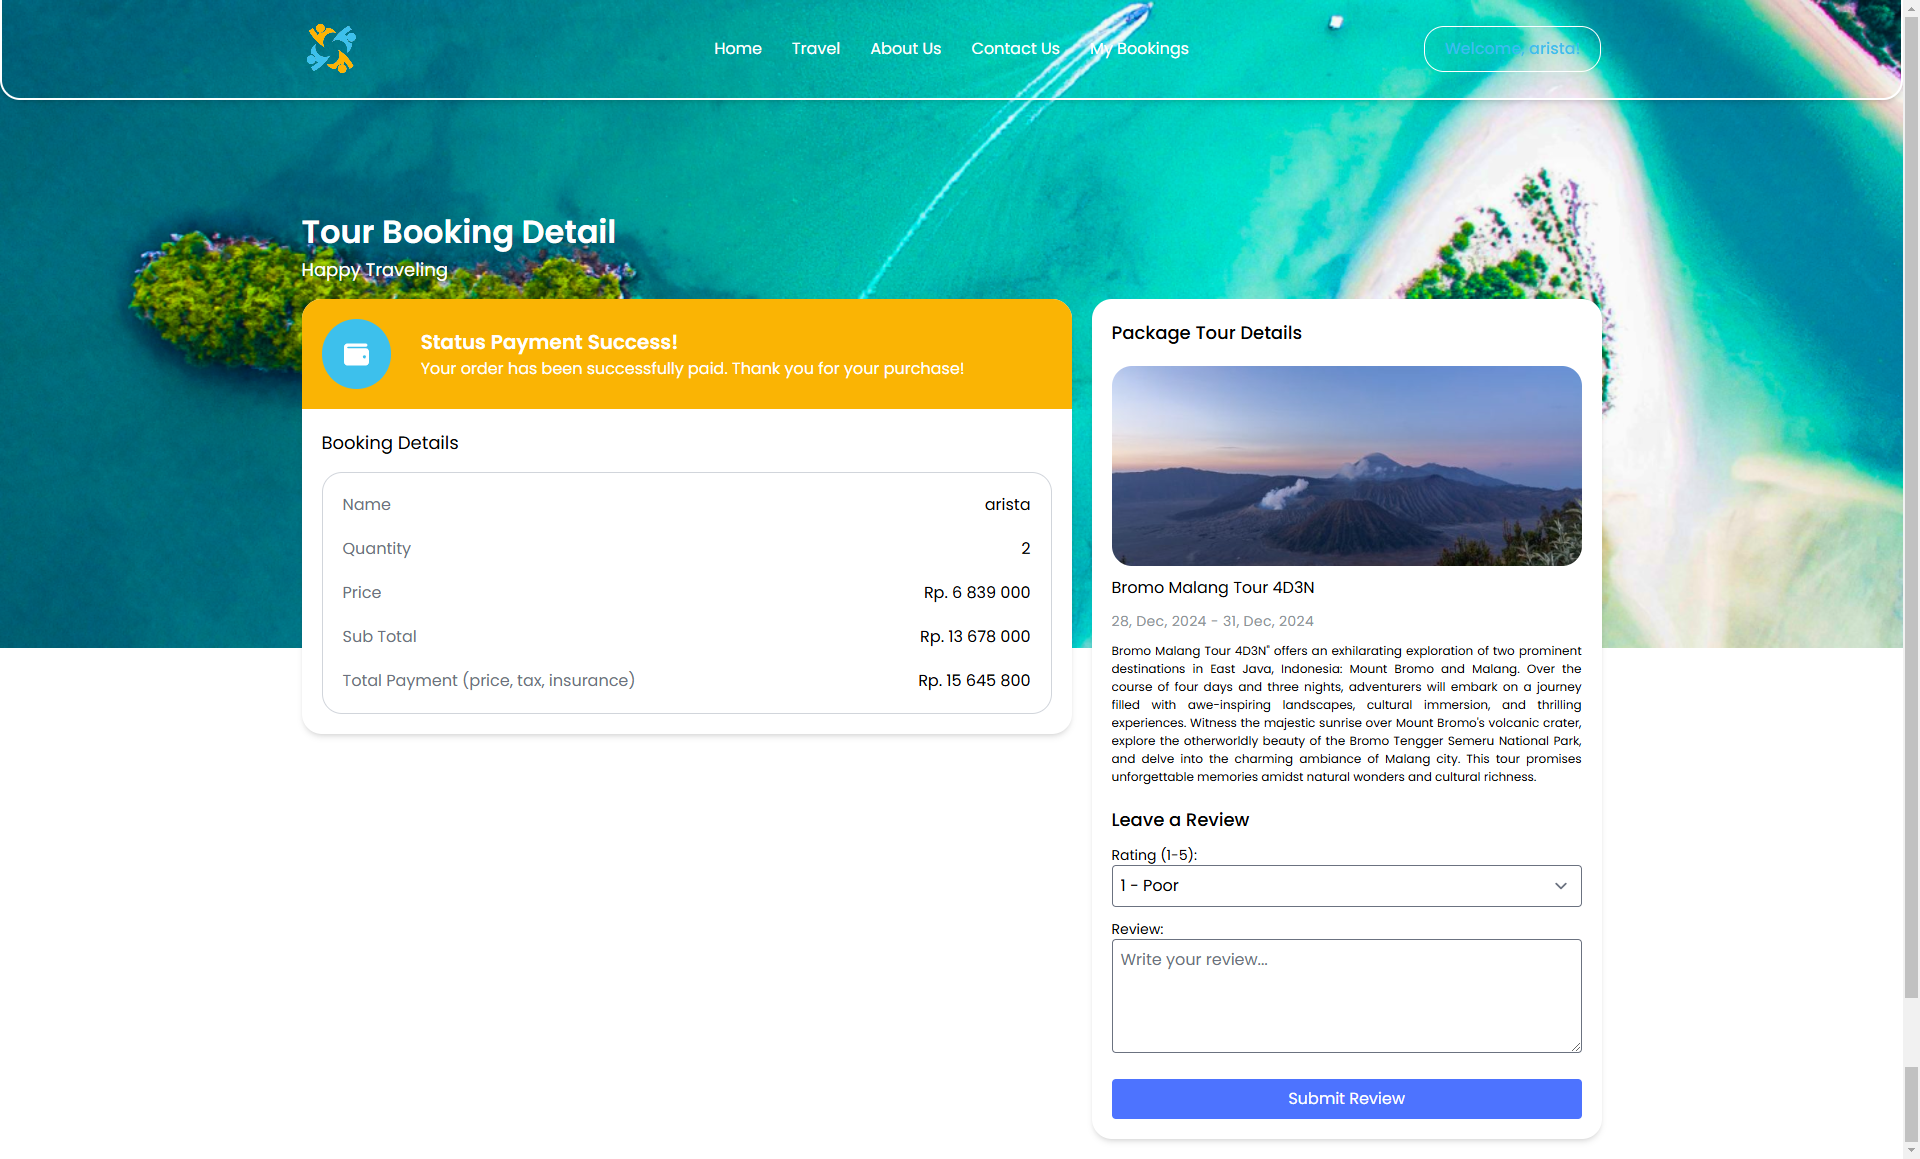 Home Travel About Us Contact Us My Bookings Welcome, arista!
Tour Booking Detail
Happy Traveling
Status Payment Success!
Your order has been successfully paid. Thank you for your purchase!
Booking Details
Name arista
Quantity 2
Price Rp. 6 839 000
Sub Total Rp. 13 678 000
Total Payment (price, tax, insurance) Rp. 15 645 800
Package Tour Details
Bromo Malang Tour 4D3N
28, Dec, 2024 - 31, Dec, 2024
Bromo Malang Tour 4D3N" offers an exhilarating exploration of two prominent
destinations in East Java, Indonesia: Mount Bromo and Malang. Over the
course of four days and three nights, adventurers will embark on a journey
filled with awe-inspiring landscapes, cultural immersion, and thrilling
experiences. Witness the majestic sunrise over Mount Bromo's volcanic crater,
explore the otherworldly beauty of the Bromo Tengger Semeru National Park,
and delve into the charming ambiance of Malang city. This tour promises
unforgettable memories amidst natural wonders and cultural richness.
Leave a Review
Rating (1-5):
1 - Poor
Review:
Write your review...
Submit Review